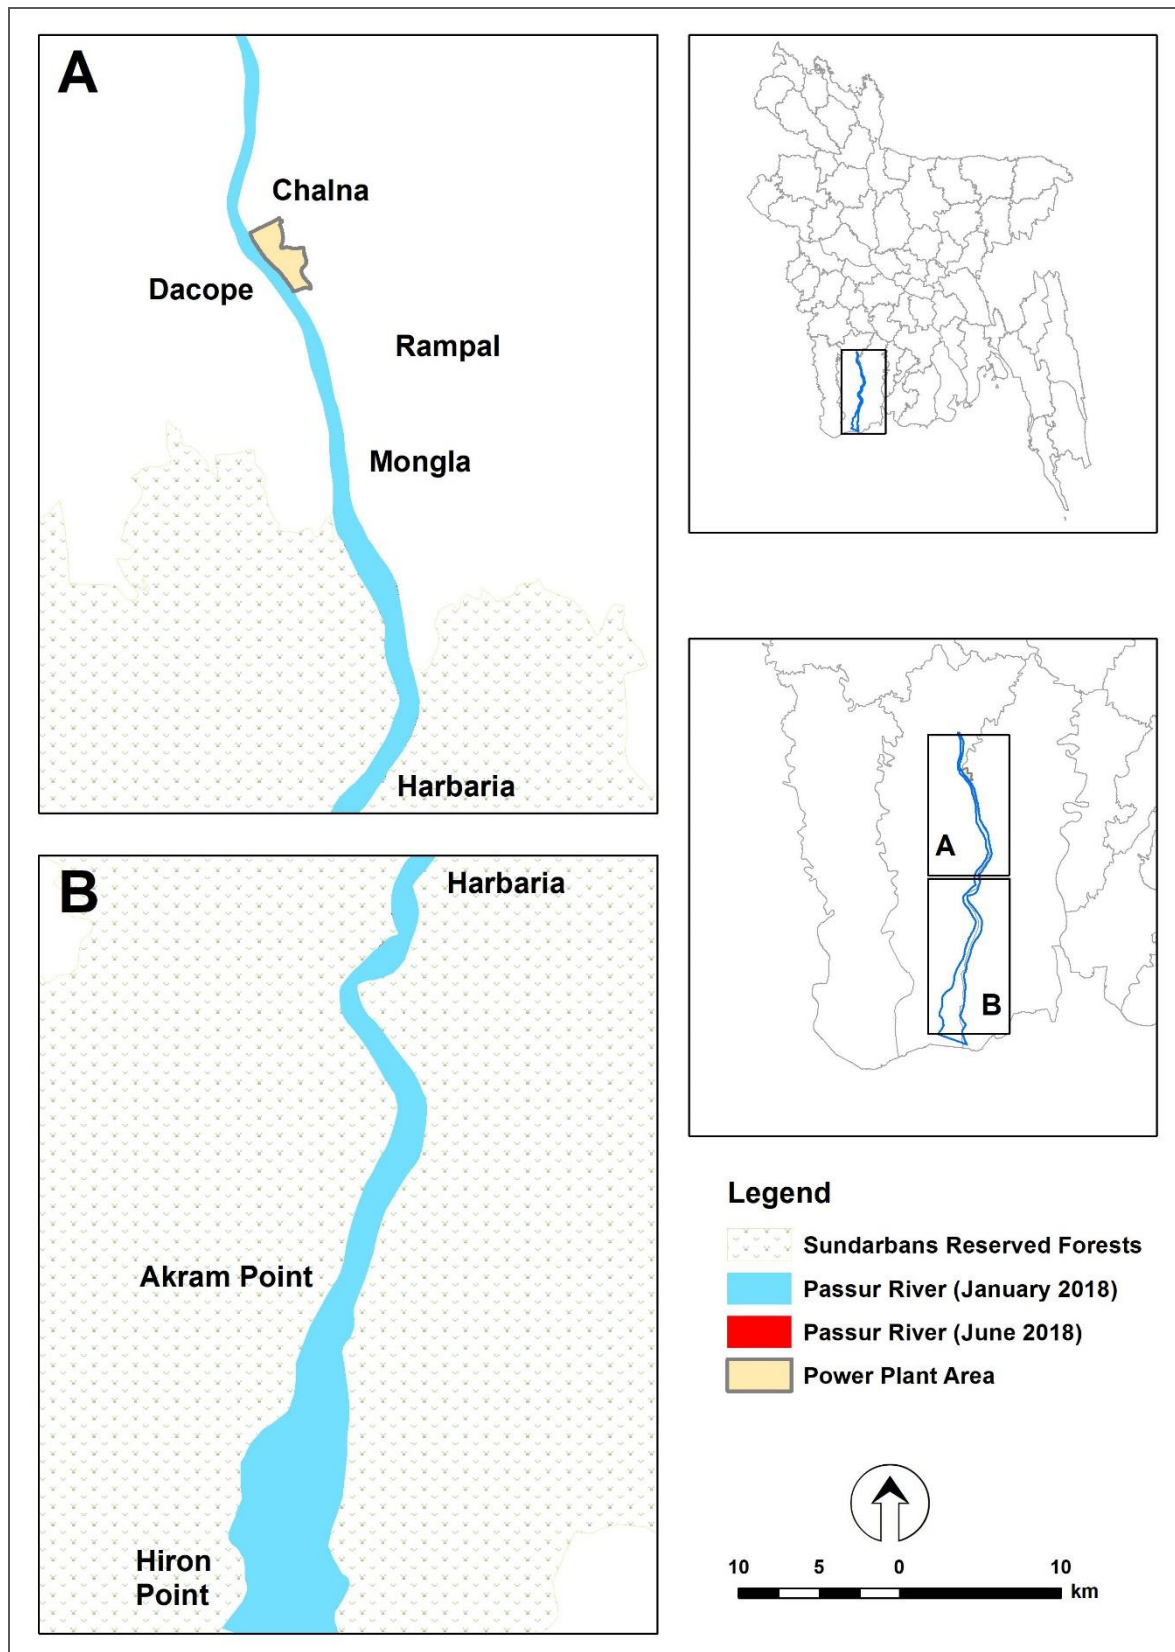 A
Chalna
Dacope
Rampal
Mongla
Harbaria
B
Harbaria
Akram Point
Hiron
Point
A
B
Legend
Sundarbans Reserved Forests
Passur River (January 2018)
Passur River (June 2018)
Power Plant Area
10 5 0 10
km